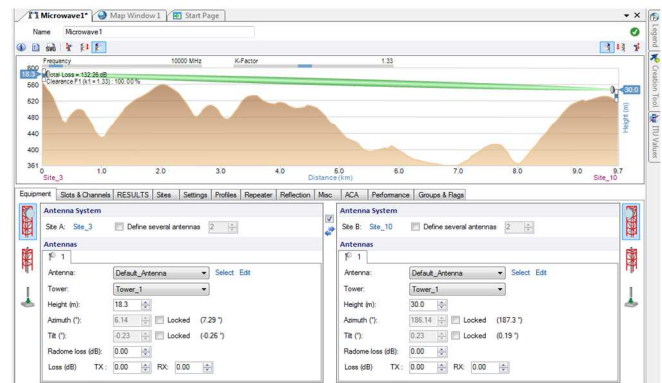 Microwave1* Map Window1 Start Page
Name Microwave1
Legend
Creation Tool
ITU Values
SVG
Frequency 10000 MHz K-Factor 1.33
600
Total Loss = 132.26 dB
Clearance F1 (k1 = 1.33) : 100.00 %
18.3
30.0
560
520
480
440
400
361
Height (m)
0 1.0 2.0 3.0 4.0 5.0 6.0 7.0 8.0 9.0 9.7
Site_3 Distance (km) Site_10
Equipment Slots & Channels RESULTS Sites Settings Profiles Repeater Reflection Misc ACA Performance Groups & Flags
Antenna System
Site A: Site_3 Define several antennas 2
Antennas
1
Antenna: Default_Antenna Select Edit
Tower: Tower_1
Height (m): 18.3
Azimuth (°): 6.14 Locked (7.29 °)
Tilt (°): -0.23 Locked (-0.26 °)
Radome loss (dB): 0.00
Loss (dB) TX : 0.00 RX: 0.00
Antenna System
Site B: Site_10 Define several antennas 2
Antennas
1
Antenna: Default_Antenna Select Edit
Tower: Tower_1
Height (m): 30.0
Azimuth (°): 186.14 Locked (187.3 °)
Tilt (°): 0.23 Locked (0.19 °)
Radome loss (dB): 0.00
Loss (dB) TX : 0.00 RX: 0.00